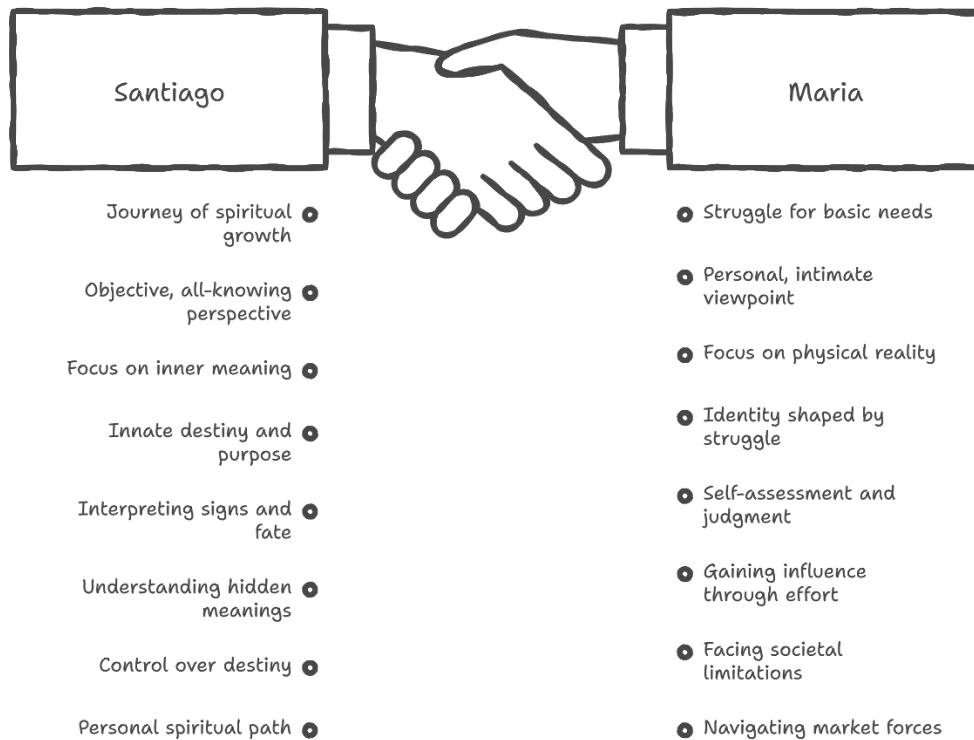 Santiago
Maria
Journey of spiritual
growth
Objective, all-knowing
perspective
Focus on inner meaning
Innate destiny and
purpose
Interpreting signs and
fate
Understanding hidden
meanings
Control over destiny
Personal spiritual path
Struggle for basic needs
Personal, intimate
viewpoint
Focus on physical reality
Identity shaped by
struggle
Self-assessment and
judgment
Gaining influence
through effort
Facing societal
limitations
Navigating market forces